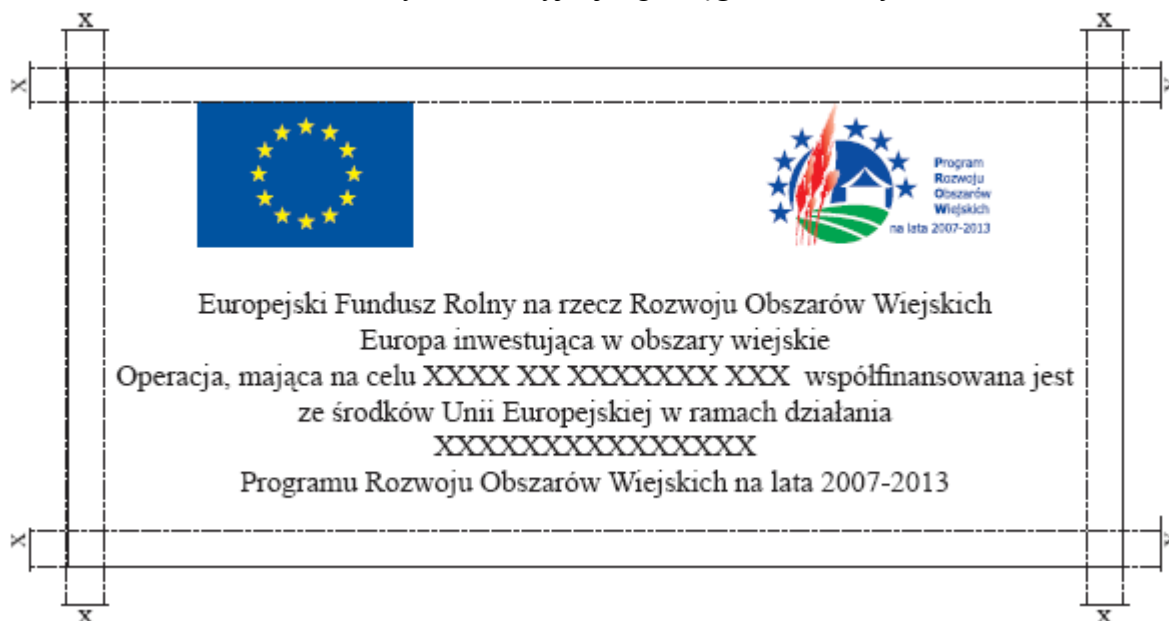 X X
X X
Program
Rozwoju
Obszarów
Wiejskich
na lata 2007-2013
Europejski Fundusz Rolny na rzecz Rozwoju Obszarów Wiejskich
Europa inwestująca w obszary wiejskie
Operacja, mająca na celu XXXX XX XXXXXXX XXX współfinansowana jest
ze środków Unii Europejskiej w ramach działania
XXXXXXXXXXXXXXX
Programu Rozwoju Obszarów Wiejskich na lata 2007-2013
X X
X X